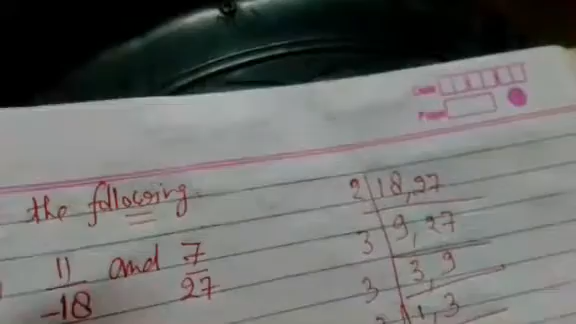 Date
Page
the following
11/-18 and 7/27
2 | 18, 27
3 | 9, 27
3 | 3, 9
1, 3